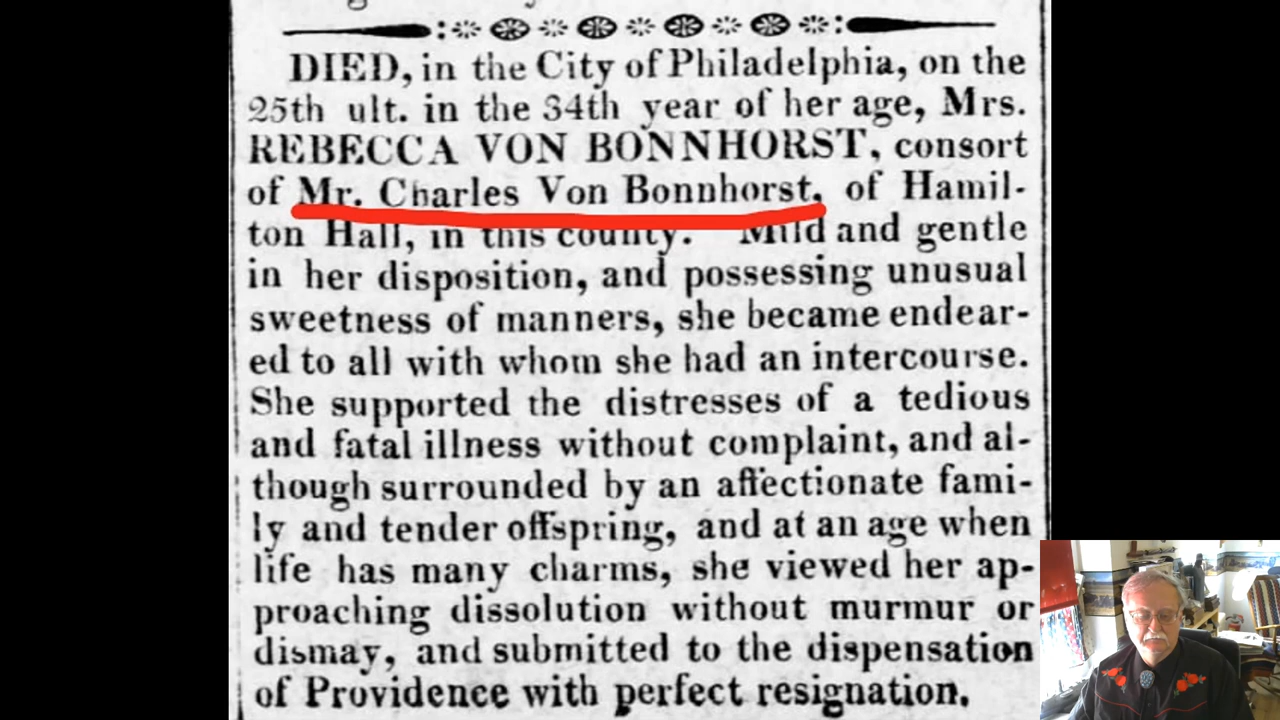 DIED, in the City of Philadelphia, on the
25th ult. in the 34th year of her age, Mrs.
REBECCA VON BONNHORST, consort
of Mr. Charles Von Bonnhorst, of Hamil-
ton Hall, in this county. Mild and gentle
in her disposition, and possessing unusual
sweetness of manners, she became endear-
ed to all with whom she had an intercourse.
She supported the distresses of a tedious
and fatal illness without complaint, and al-
though surrounded by an affectionate fami-
ly and tender offspring, and at an age when
life has many charms, she viewed her ap-
proaching dissolution without murmur or
dismay, and submitted to the dispensation
of Providence with perfect resignation.